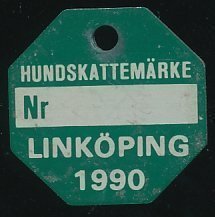 HUNDSKATTEMÄRKE
Nr
LINKÖPING
1990